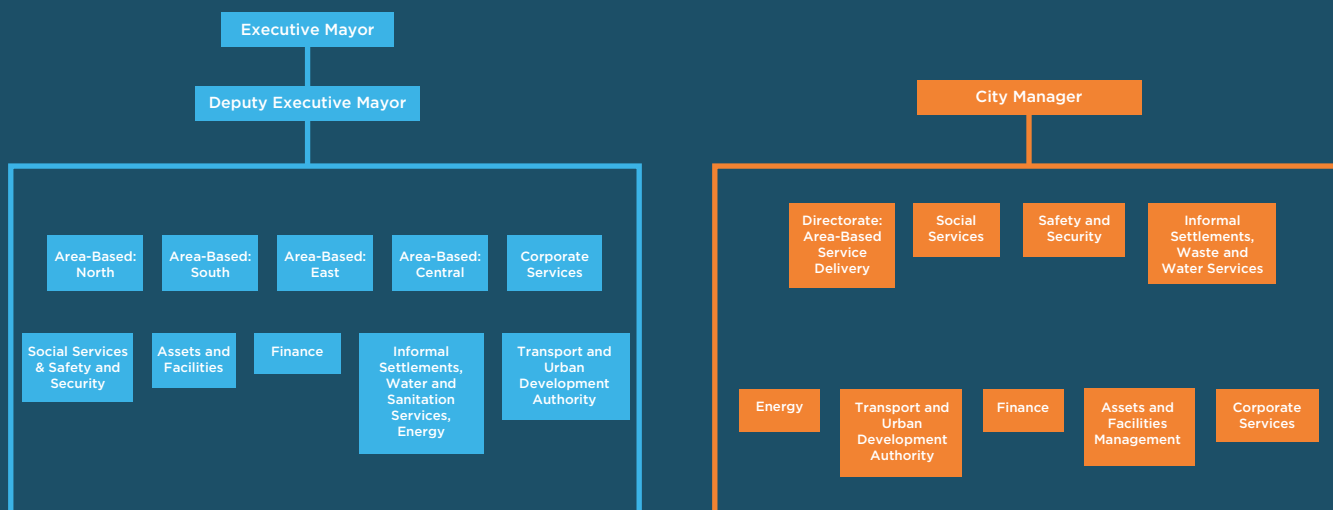 Executive Mayor
Deputy Executive Mayor
Area-Based:
North
Area-Based:
South
Area-Based:
East
Area-Based:
Central
Corporate
Services
Social Services
& Safety and
Security
Assets and
Facilities
Finance
Informal
Settlements,
Water and
Sanitation
Services,
Energy
Transport and
Urban
Development
Authority
City Manager
Directorate:
Area-Based
Service
Delivery
Social
Services
Safety and
Security
Informal
Settlements,
Waste and
Water Services
Energy
Transport and
Urban
Development
Authority
Finance
Assets and
Facilities
Management
Corporate
Services